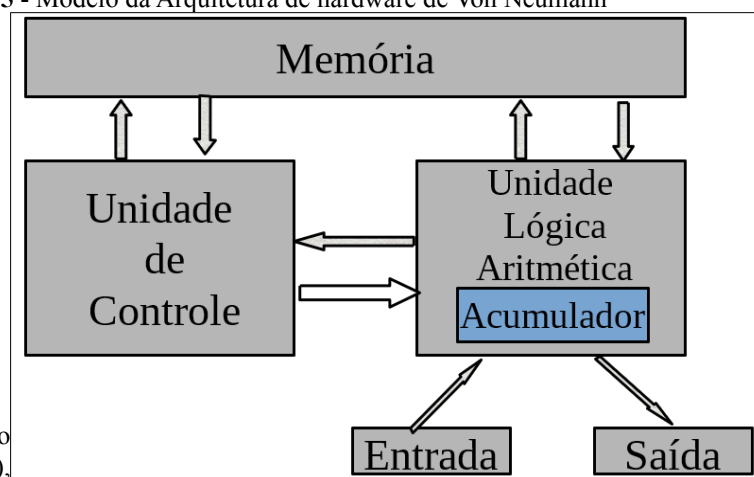 3 - Modelo da Arquitetura de hardware de Von Neumann
Memória
Unidade
de
Controle
Unidade
Lógica
Aritmética
Acumulador
Entrada
Saída
o
),